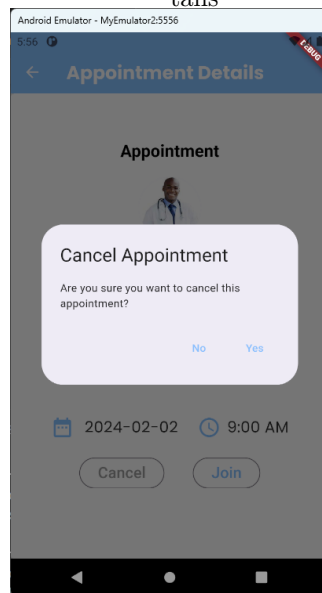 tails
Android Emulator - MyEmulator2:5556
5:56
Appointment Details
DEBUG
Appointment
Cancel Appointment
Are you sure you want to cancel this
appointment?
No Yes
2024-02-02 9:00 AM
Cancel Join